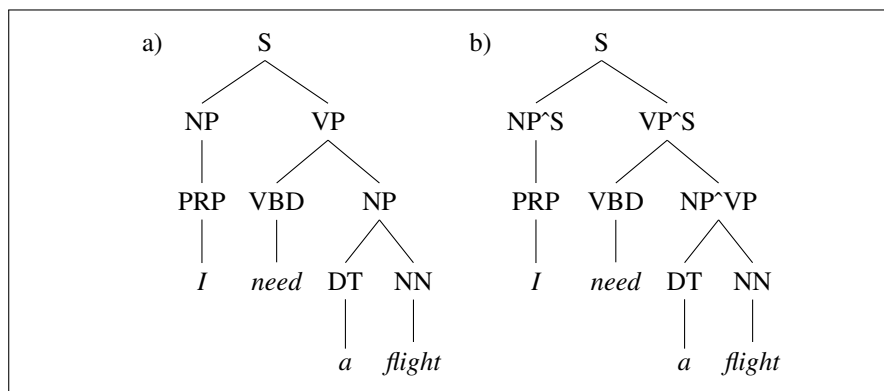 a) S b) S
NP VP NP^S VP^S
PRP VBD NP PRP VBD NP^VP
I need DT NN I need DT NN
a flight a flight